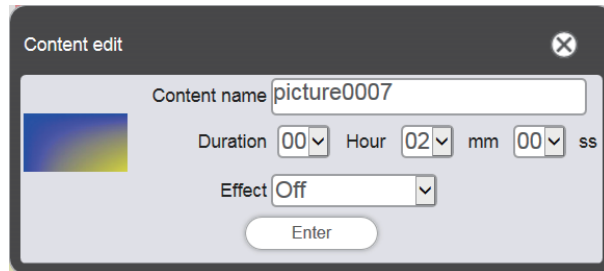 Content edit
Content name picture0007
Duration 00 Hour 02 mm 00 ss
Effect Off
Enter